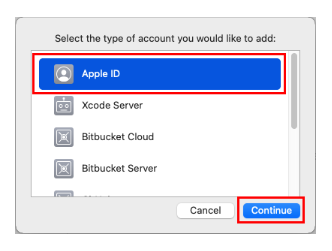 Select the type of account you would like to add:
Apple ID
Xcode Server
Bitbucket Cloud
Bitbucket Server
Cancel
Continue